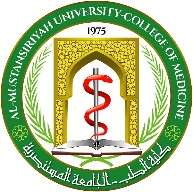 AL-MUSTANSIRIYAH UNIVERSITY-COLLEGE OF MEDICINE
1975
كلية الطب - الجامعة المستنصرية